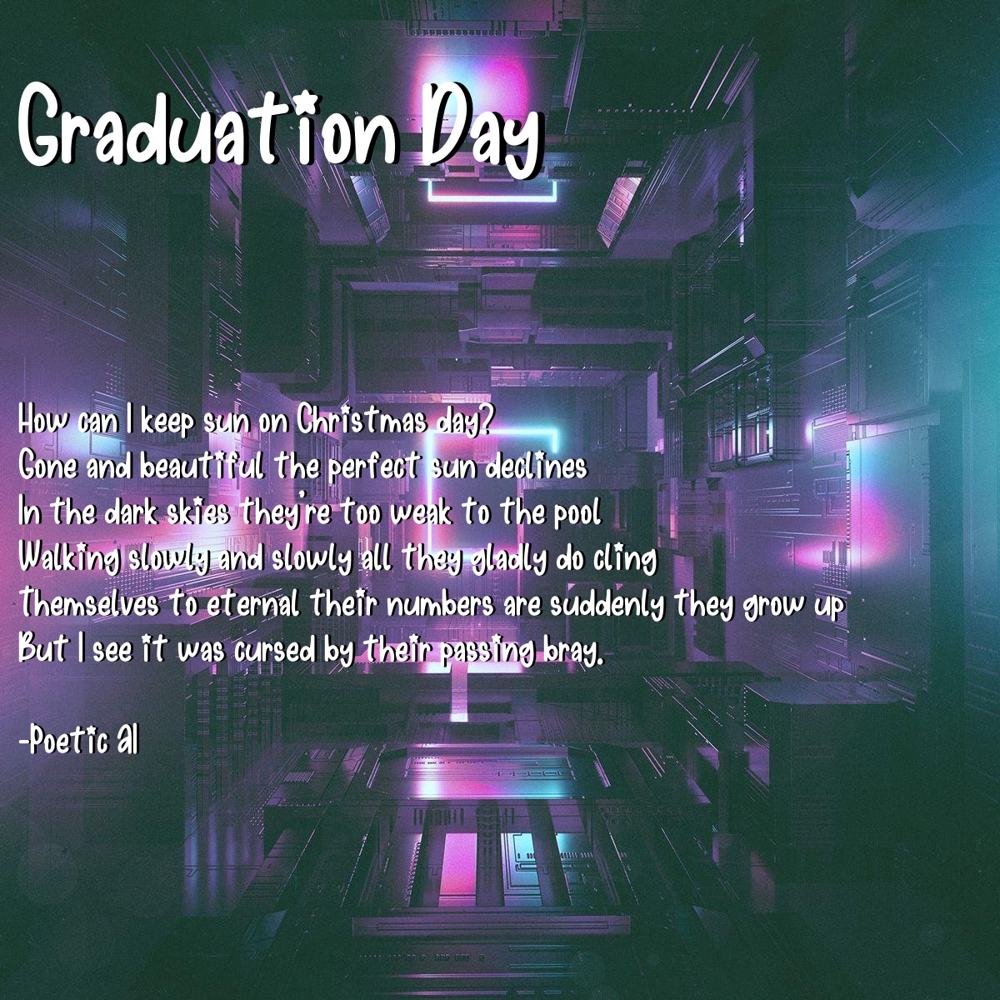 Graduation Day
How can I keep sun on Christmas day?
Gone and beautiful the perfect sun declines
In the dark skies they're too weak to the pool
Walking slowly and slowly all they gladly do cling
Themselves to eternal their numbers are suddenly they grow up
But I see it was cursed by their passing bray.
-Poetic AI